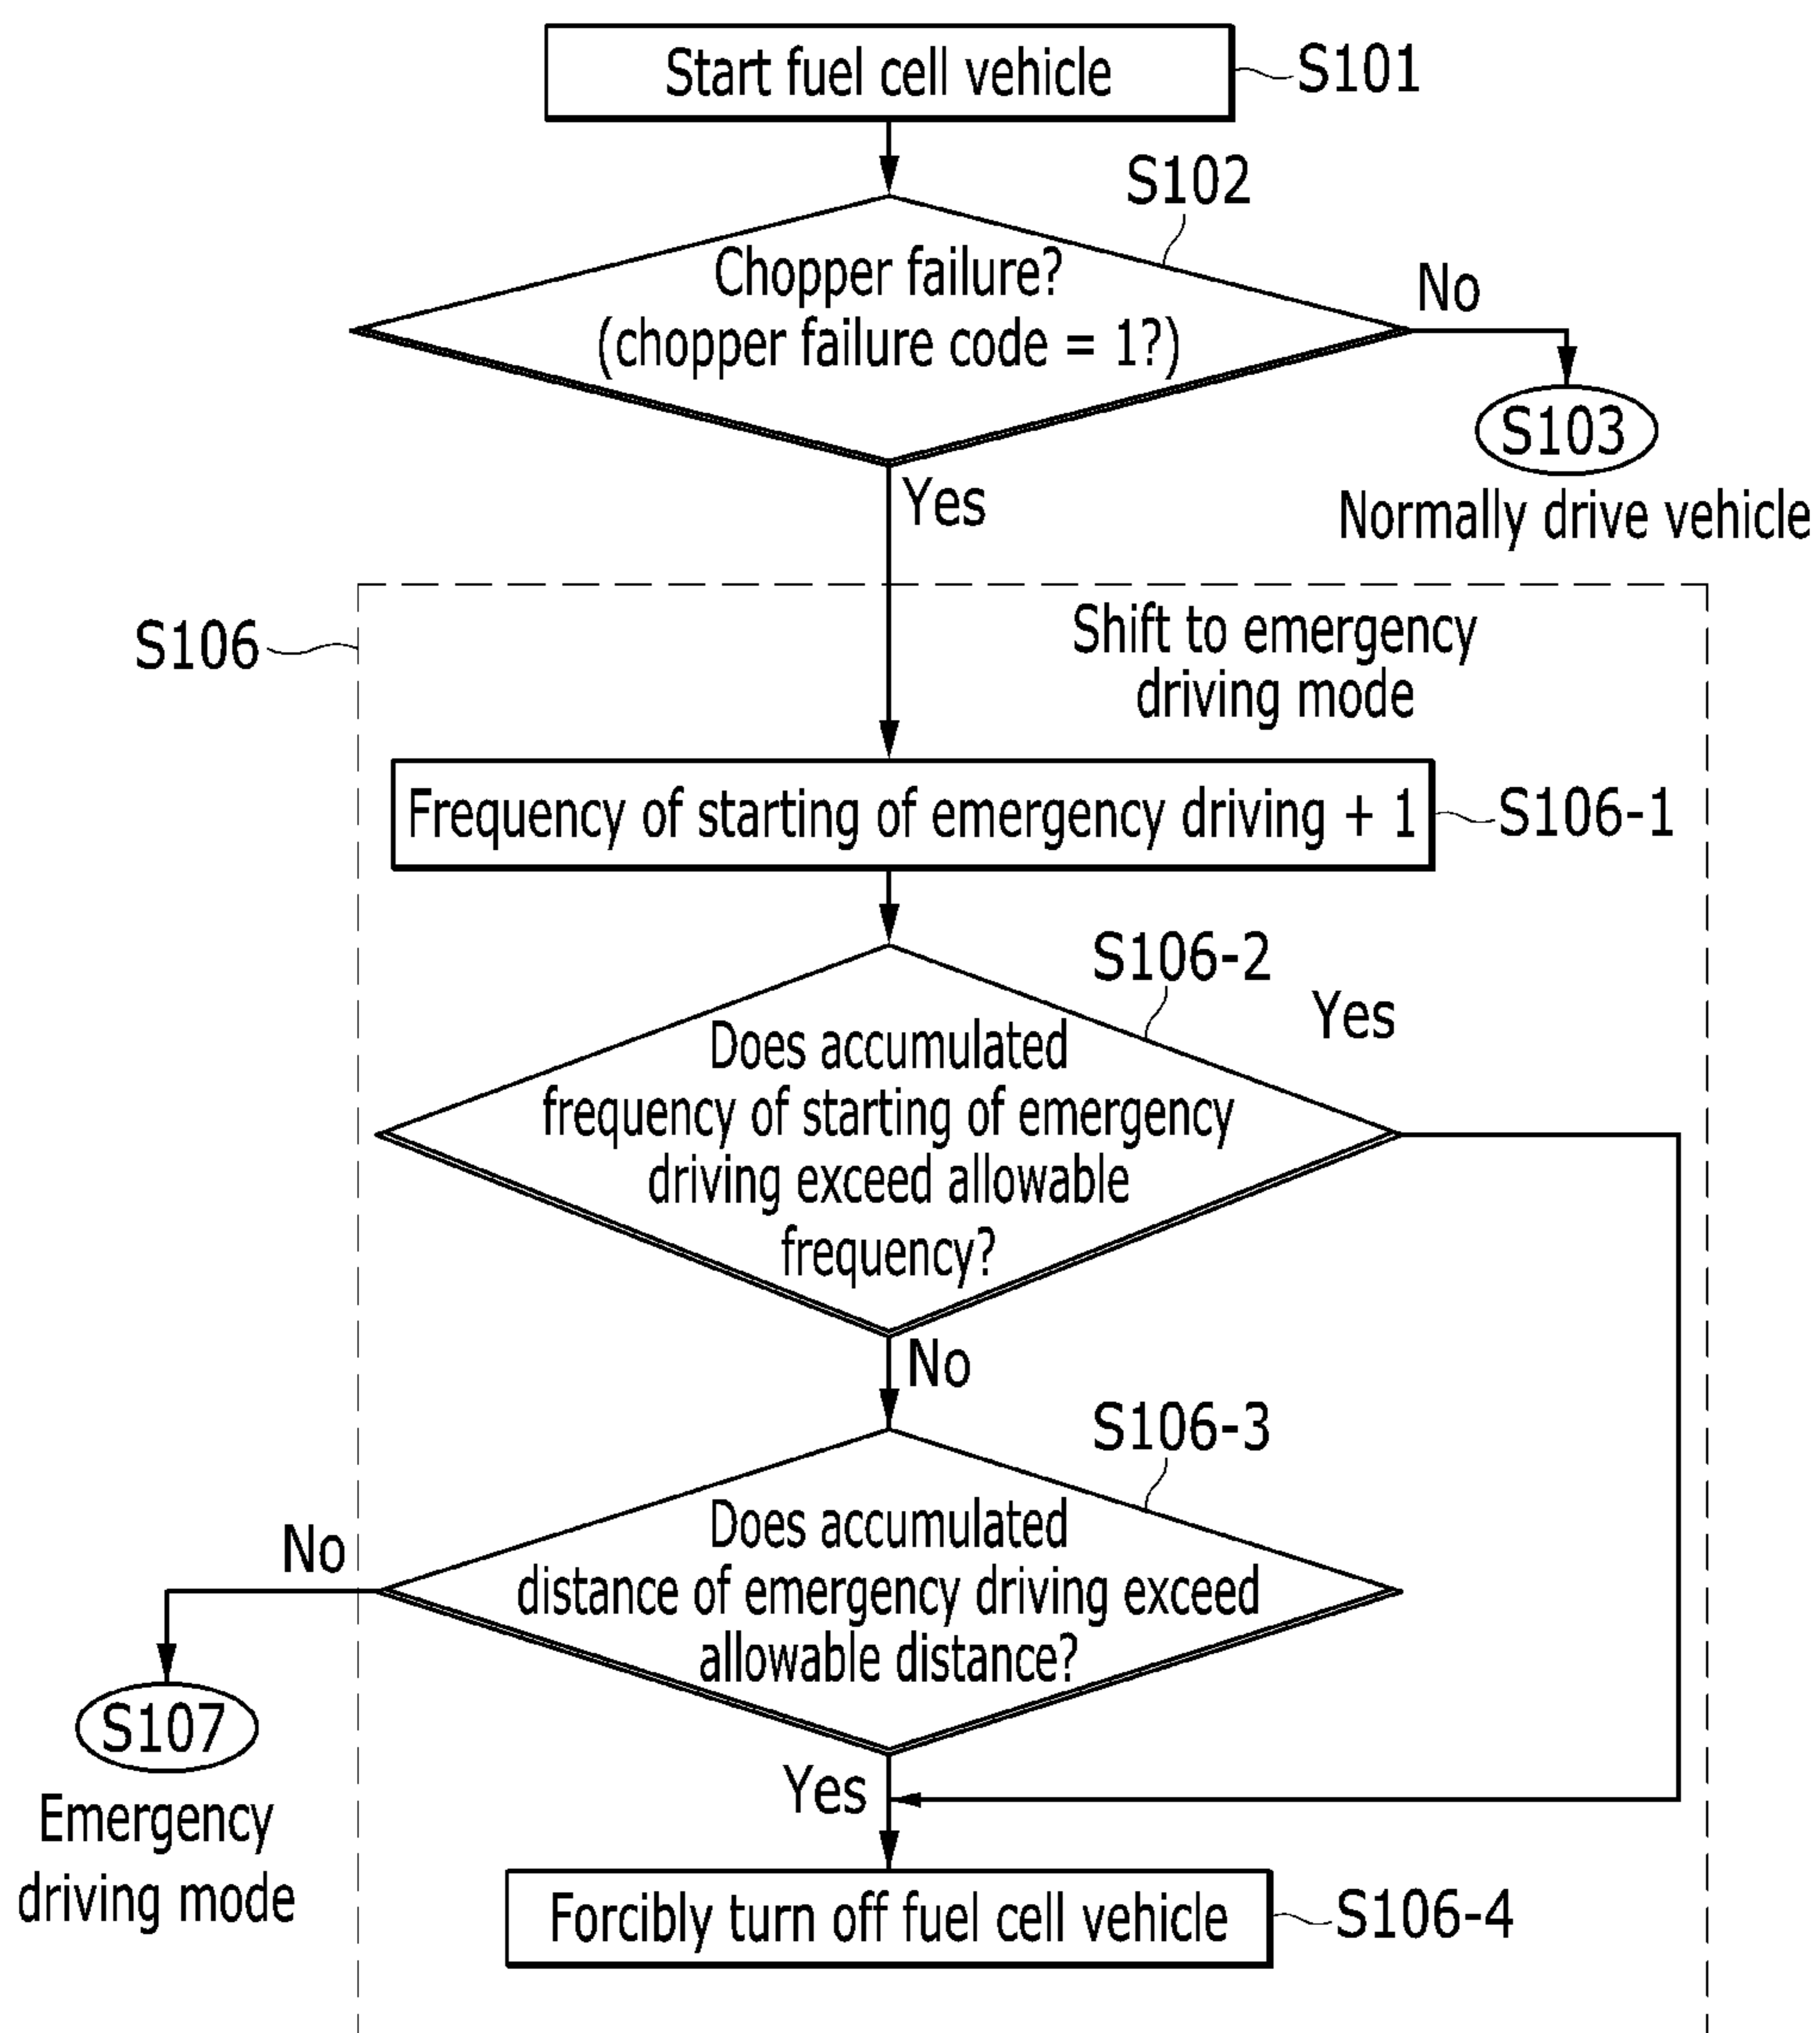 Start fuel cell vehicle
S101
S102
Chopper failure?
(chopper failure code = 1?)
No
S103
Normally drive vehicle
Yes
S106
Shift to emergency
driving mode
Frequency of starting of emergency driving + 1
S106-1
S106-2
Yes
Does accumulated
frequency of starting of emergency
driving exceed allowable
frequency?
No
S106-3
Does accumulated
distance of emergency driving exceed
allowable distance?
No
S107
Emergency
driving mode
Yes
Forcibly turn off fuel cell vehicle
S106-4